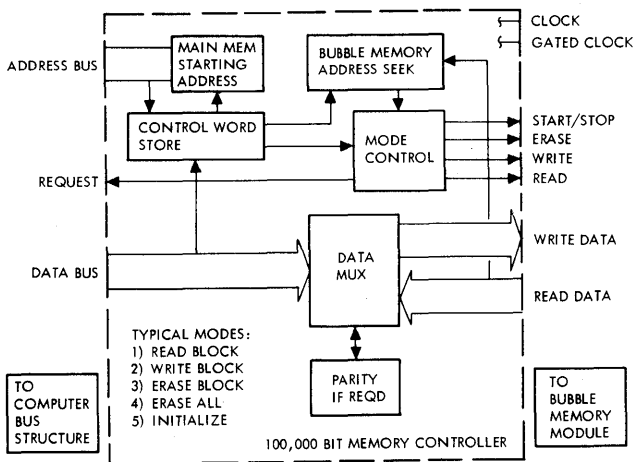 CLOCK
GATED CLOCK
ADDRESS BUS
MAIN MEM
STARTING
ADDRESS
BUBBLE MEMORY
ADDRESS SEEK
CONTROL WORD
STORE
MODE
CONTROL
START/STOP
ERASE
WRITE
READ
REQUEST
DATA BUS
DATA
MUX
WRITE DATA
READ DATA
TYPICAL MODES:
1) READ BLOCK
2) WRITE BLOCK
3) ERASE BLOCK
4) ERASE ALL
5) INITIALIZE
PARITY
IF REQD
TO
COMPUTER
BUS
STRUCTURE
TO
BUBBLE
MEMORY
MODULE
100,000 BIT MEMORY CONTROLLER